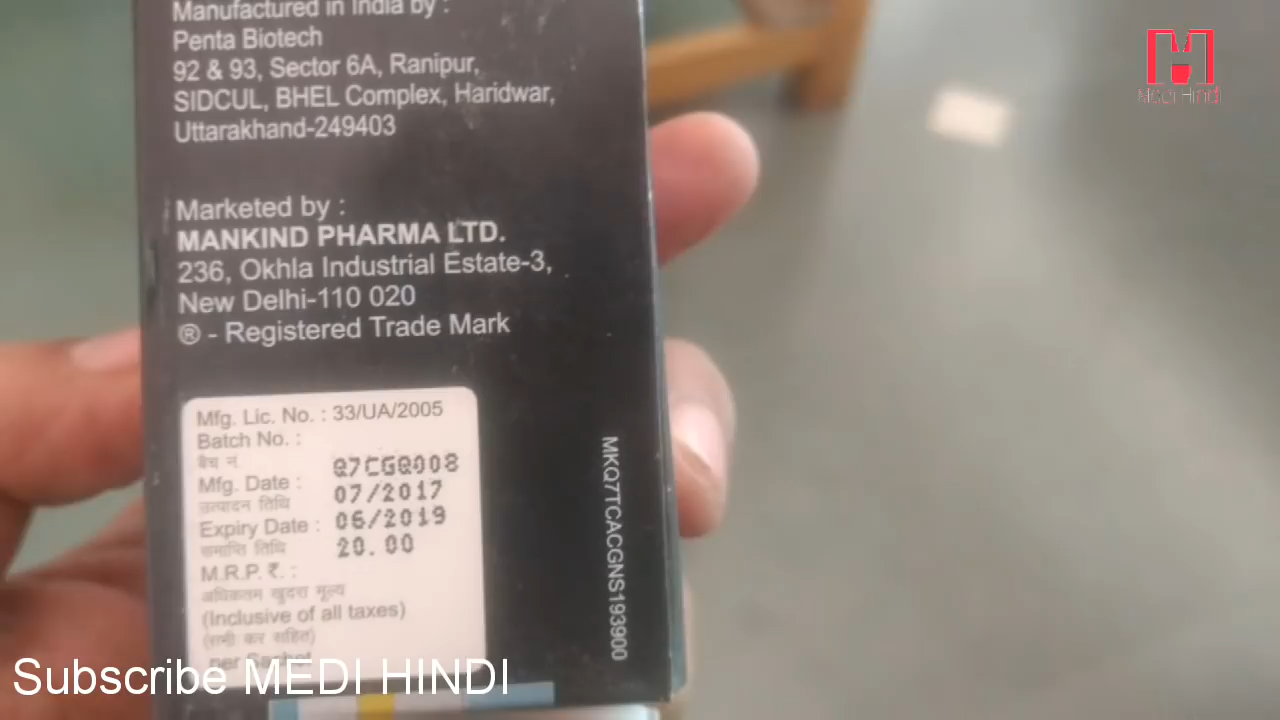 Manufactured in India by :
Penta Biotech
92 & 93, Sector 6A, Ranipur,
SIDCUL, BHEL Complex, Haridwar,
Uttarakhand-249403
Marketed by :
MANKIND PHARMA LTD.
236, Okhla Industrial Estate-3,
New Delhi-110 020
® - Registered Trade Mark
Mfg. Lic. No. : 33/UA/2005
Batch No. :
बैच नं. Q7CGQ008
Mfg. Date : 07/2017
उत्पादन तिथि
Expiry Date : 06/2019
समाप्ति तिथि 20.00
M.R.P. ₹. :
अधिकतम खुदरा मूल्य
(Inclusive of all taxes)
(सभी कर सहित)
per Sachet
MKQ7TCACGNS193900
Medi Hindi
Subscribe MEDI HINDI